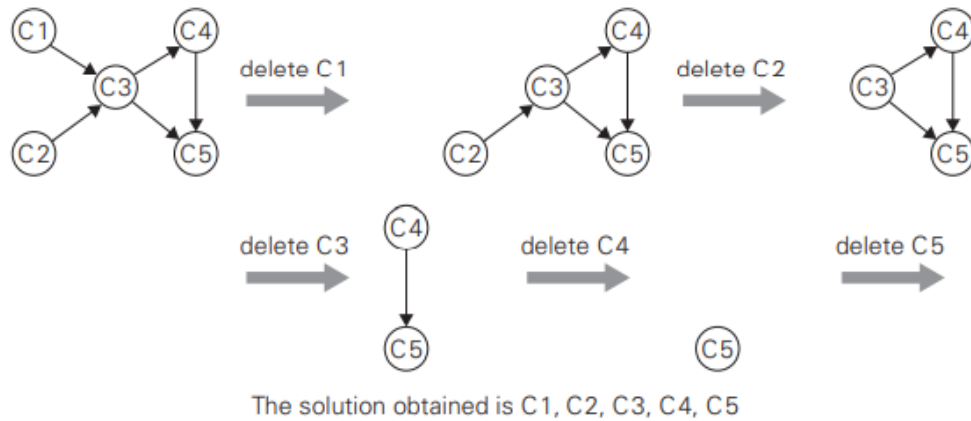 C1 C4 C4 C4
delete C1 delete C2
C3 C3 C3
C2 C5 C2 C5 C5
C4
delete C3 delete C4 delete C5
C5 C5
The solution obtained is C1, C2, C3, C4, C5